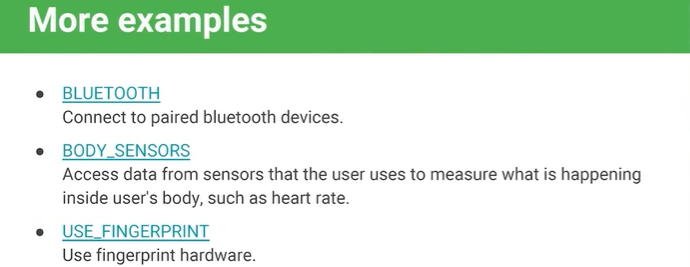 More examples
● BLUETOOTH
Connect to paired bluetooth devices.
● BODY_SENSORS
Access data from sensors that the user uses to measure what is happening
inside user's body, such as heart rate.
● USE_FINGERPRINT
Use fingerprint hardware.